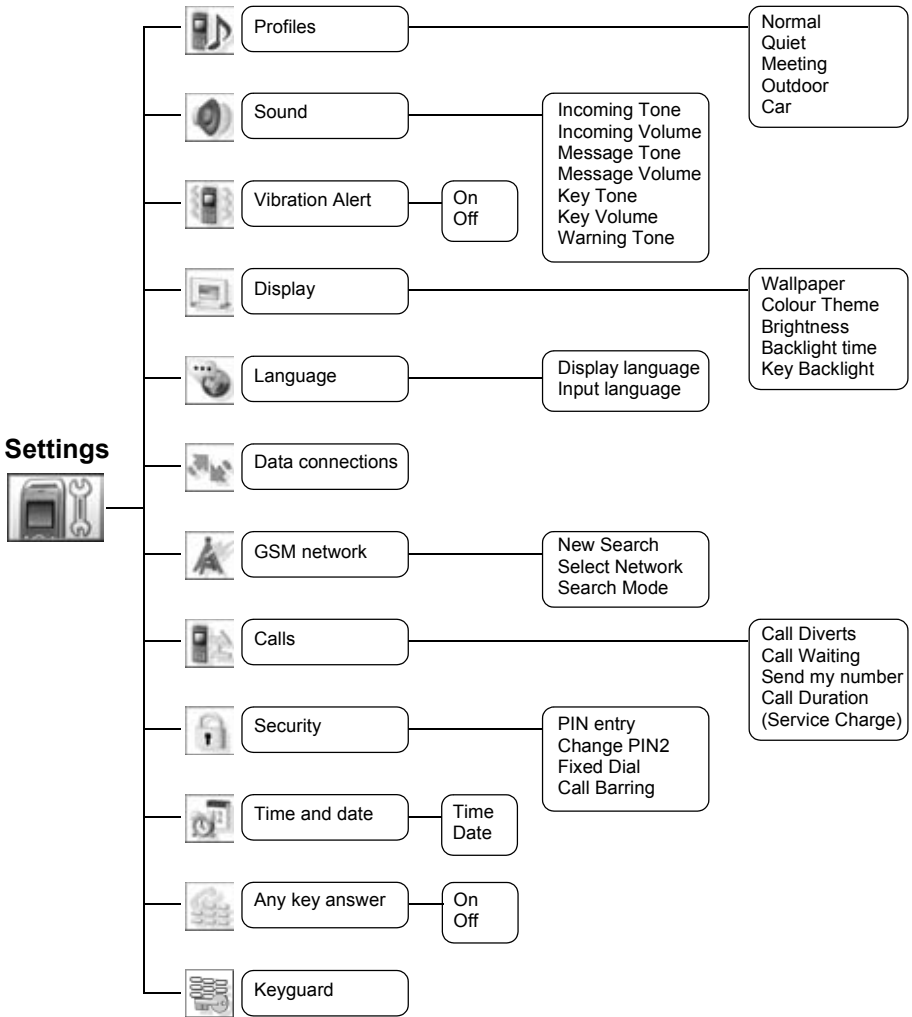 Settings
Profiles
Normal
Quiet
Meeting
Outdoor
Car
Sound
Incoming Tone
Incoming Volume
Message Tone
Message Volume
Key Tone
Key Volume
Warning Tone
Vibration Alert
On
Off
Display
Wallpaper
Colour Theme
Brightness
Backlight time
Key Backlight
Language
Display language
Input language
Data connections
GSM network
New Search
Select Network
Search Mode
Calls
Call Diverts
Call Waiting
Send my number
Call Duration
(Service Charge)
Security
PIN entry
Change PIN2
Fixed Dial
Call Barring
Time and date
Time
Date
Any key answer
On
Off
Keyguard